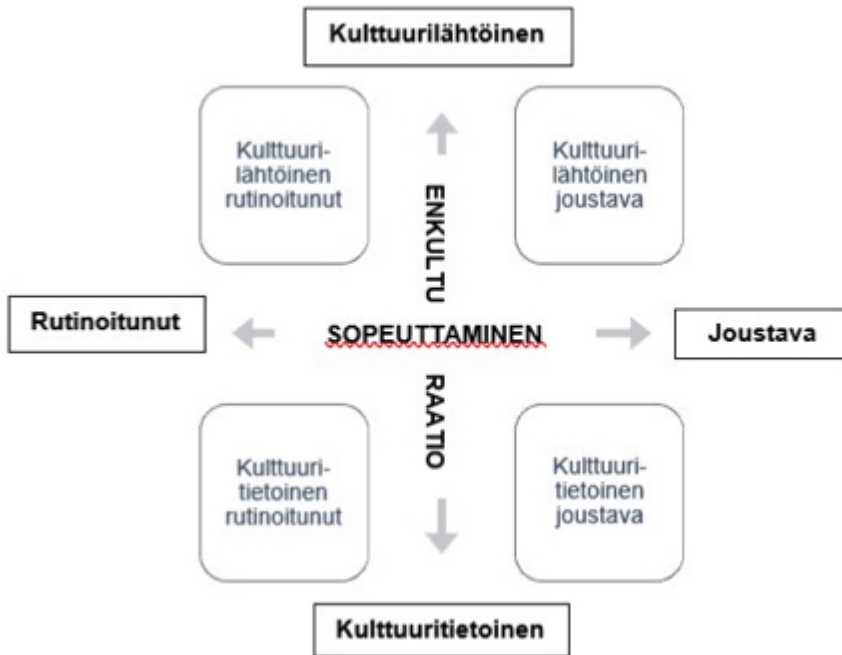 Kulttuurilähtöinen
Kulttuuri-
lähtöinen
rutinoitunut
Kulttuuri-
lähtöinen
joustava
ENKULTU
Rutinoitunut
SOPEUTTAMINEN
Joustava
RAATIO
Kulttuuri-
tietoinen
rutinoitunut
Kulttuuri-
tietoinen
joustava
Kulttuuritietoinen